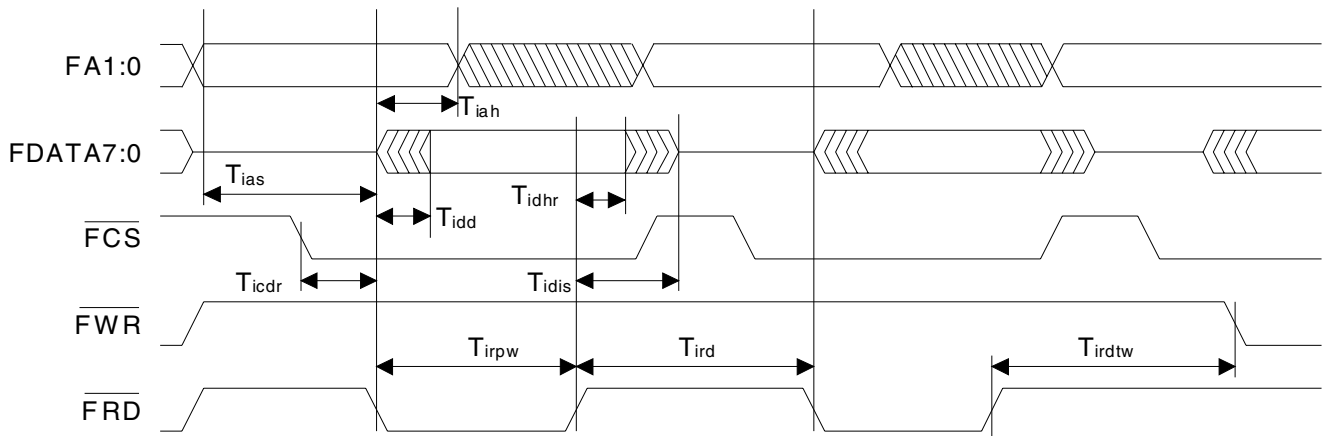 FA1:0
Tiah
FDATA7:0
Tias
Tidd
Tidhr
FCS
Ticdr
Tidis
FWR
Tirpw
Tird
Tirdtw
FRD